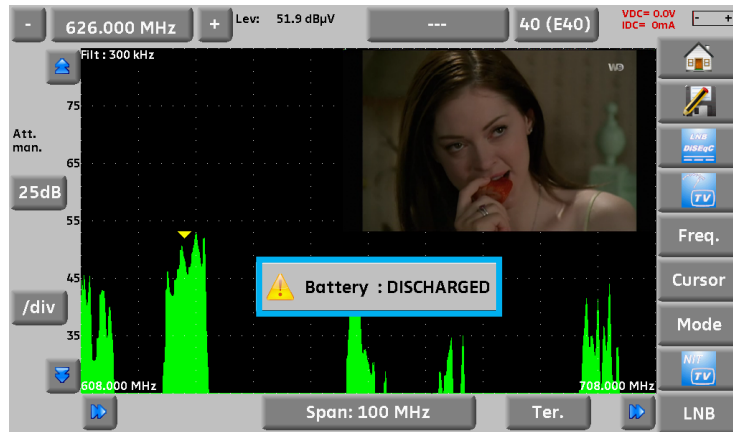 -
626.000 MHz
+
Lev: 51.9 dBµV
---
40 (E40)
VDC= 0.0V
IDC= 0mA
- +
Filt : 300 kHz
75
65
55
45
35
Att.
man.
25dB
/div
W9
Battery : DISCHARGED
608.000 MHz
708.000 MHz
Span: 100 MHz
Ter.
LNB
DiSEqC
TV
Freq.
Cursor
Mode
NIT
TV
LNB